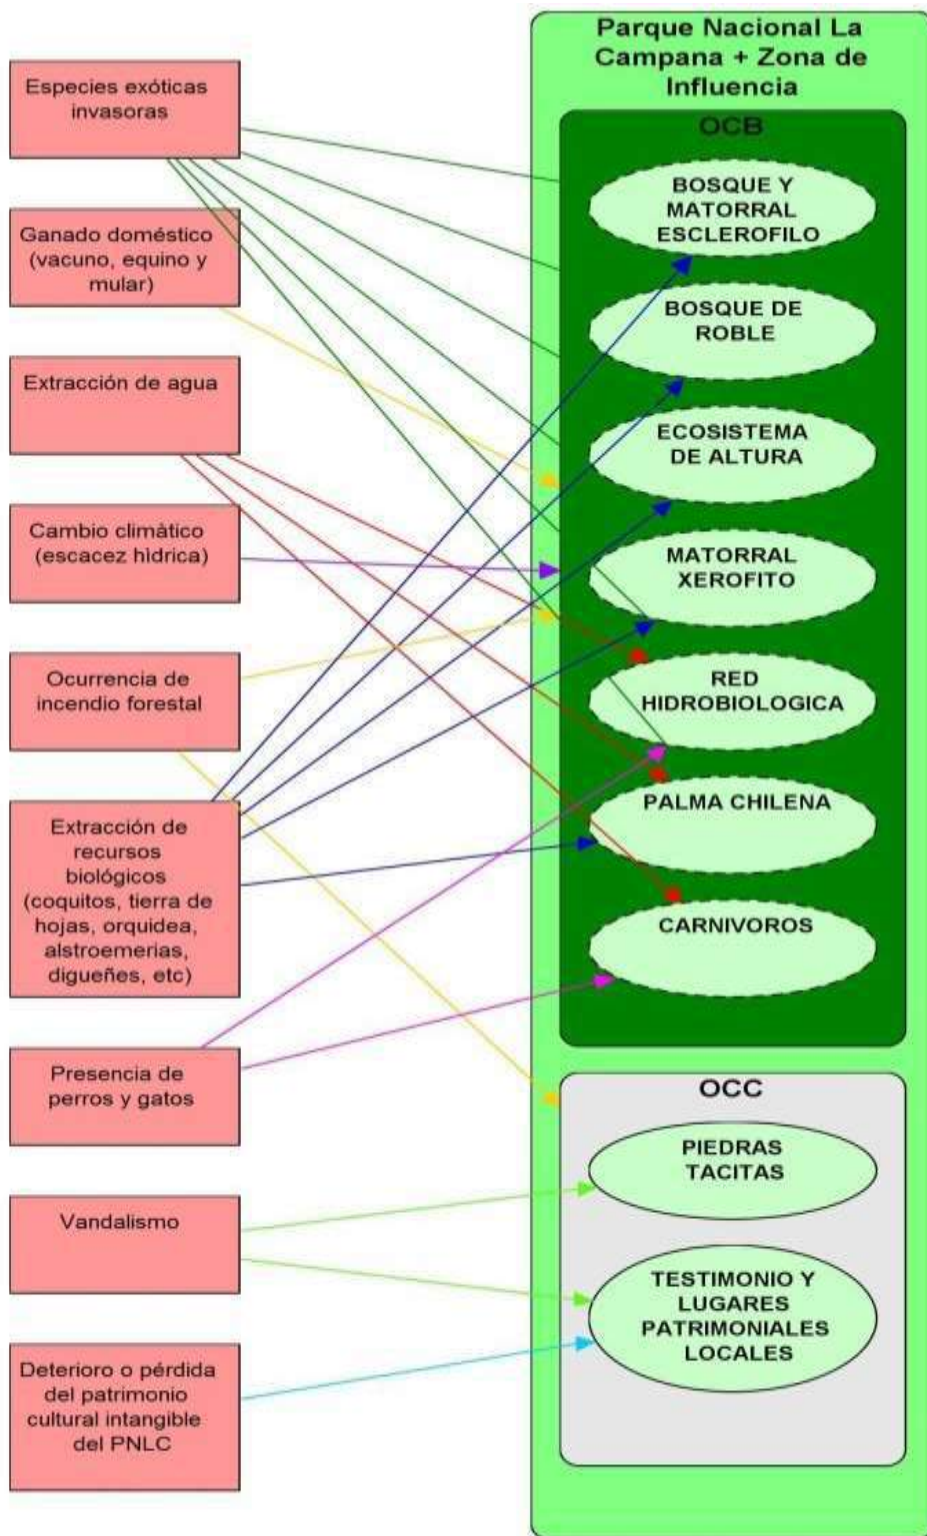 Especies exóticas
invasoras
Ganado doméstico
(vacuno, equino y
mular)
Extracción de agua
Cambio climàtico
(escacez hìdrica)
Ocurrencia de
incendio forestal
Extracción de
recursos
biológicos
(coquitos, tierra de
hojas, orquidea,
alstroemerias,
digueñes, etc)
Presencia de
perros y gatos
Vandalismo
Deterioro o pérdida
del patrimonio
cultural intangible
del PNLC
Parque Nacional La
Campana + Zona de
Influencia
OCB
BOSQUE Y
MATORRAL
ESCLEROFILO
BOSQUE DE
ROBLE
ECOSISTEMA
DE ALTURA
MATORRAL
XEROFITO
RED
HIDROBIOLOGICA
PALMA CHILENA
CARNIVOROS
OCC
PIEDRAS
TACITAS
TESTIMONIO Y
LUGARES
PATRIMONIALES
LOCALES